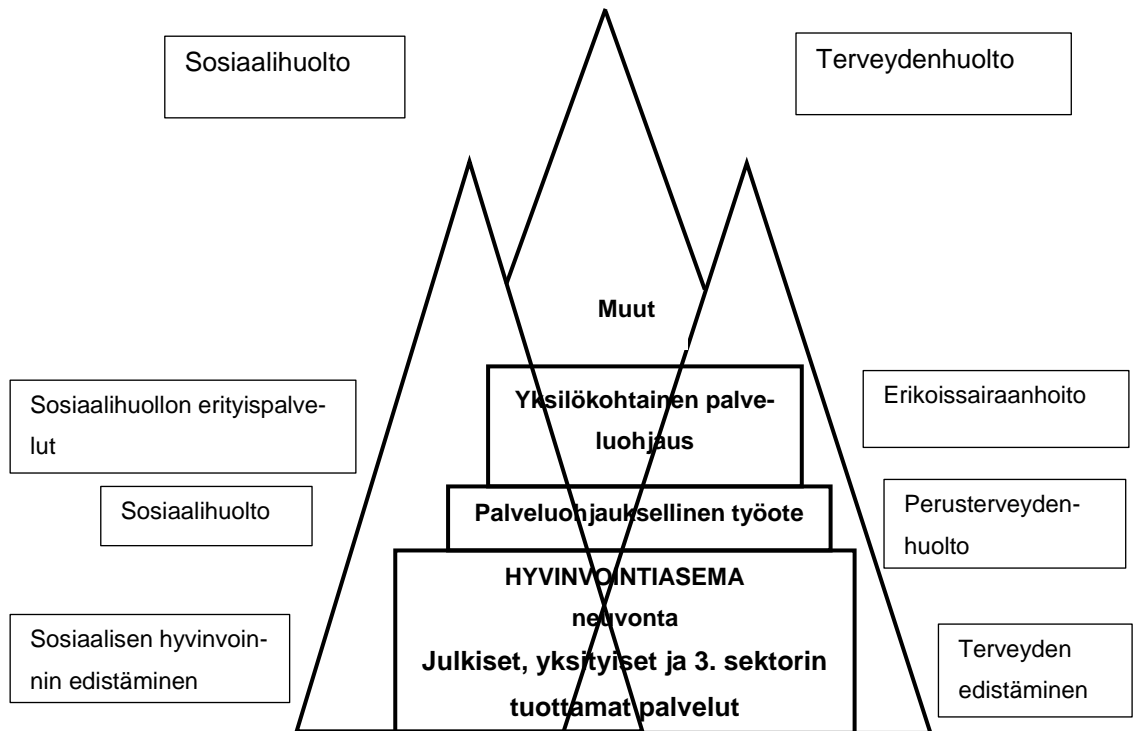 Sosiaalihuolto
Terveydenhuolto
Muut
Sosiaalihuollon erityispalve-
lut
Yksilökohtainen palve-
luohjaus
Erikoissairaanhoito
Sosiaalihuolto
Palveluohjauksellinen työote
Perusterveyden-
huolto
HYVINVOINTIASEMA
neuvonta
Julkiset, yksityiset ja 3. sektorin
tuottamat palvelut
Sosiaalisen hyvinvoin-
nin edistäminen
Terveyden
edistäminen